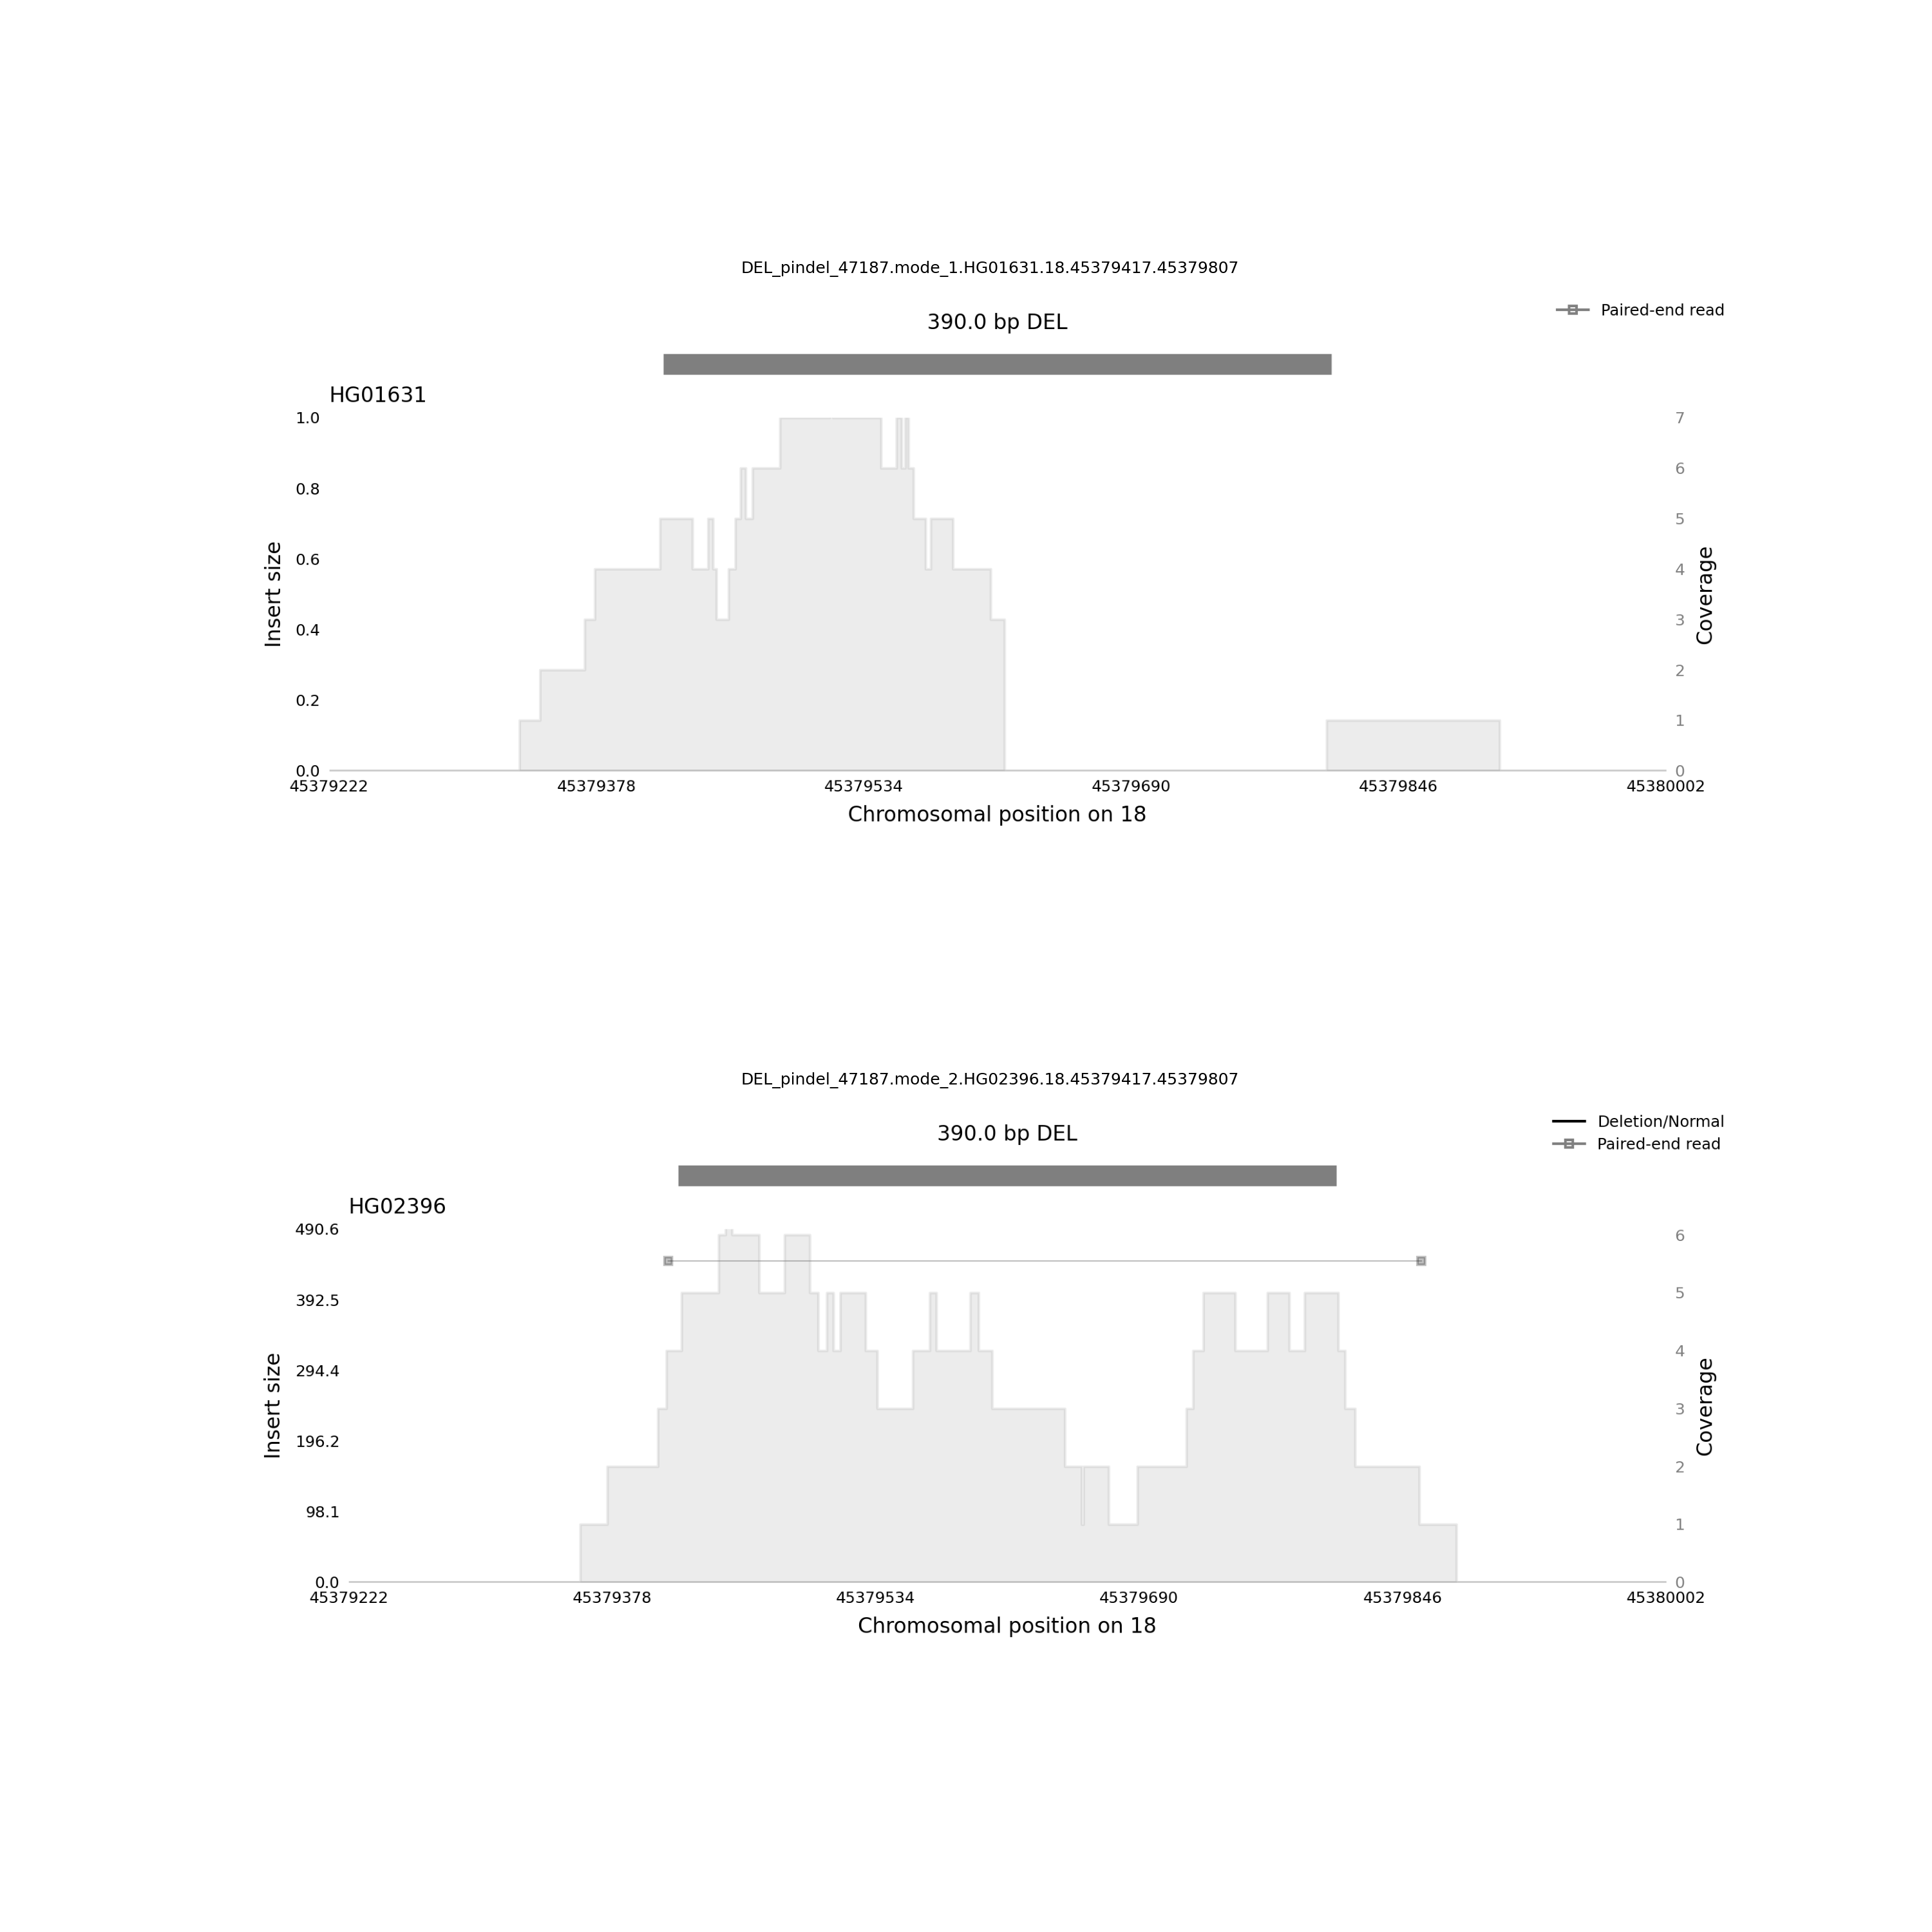 DEL_pindel_47187.mode_1.HG01631.18.45379417.45379807
Paired-end read
390.0 bp DEL
HG01631
1.0
0.8
0.6
0.4
0.2
0.0
Insert size
7
6
5
4
3
2
1
0
Coverage
45379222 45379378 45379534 45379690 45379846 45380002
Chromosomal position on 18
DEL_pindel_47187.mode_2.HG02396.18.45379417.45379807
Deletion/Normal
Paired-end read
390.0 bp DEL
HG02396
490.6
392.5
294.4
196.2
98.1
0.0
Insert size
6
5
4
3
2
1
0
Coverage
45379222 45379378 45379534 45379690 45379846 45380002
Chromosomal position on 18